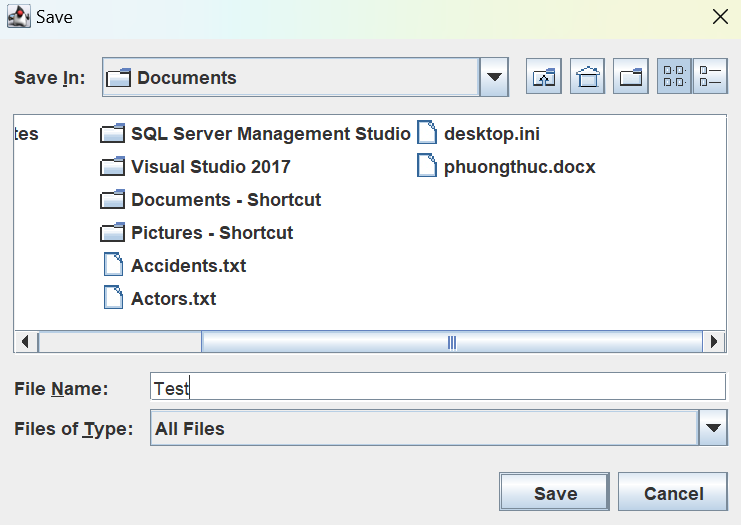 Save
Save In: Documents
tes
SQL Server Management Studio
Visual Studio 2017
Documents - Shortcut
Pictures - Shortcut
Accidents.txt
Actors.txt
desktop.ini
phuongthuc.docx
File Name: Test
Files of Type: All Files
Save Cancel